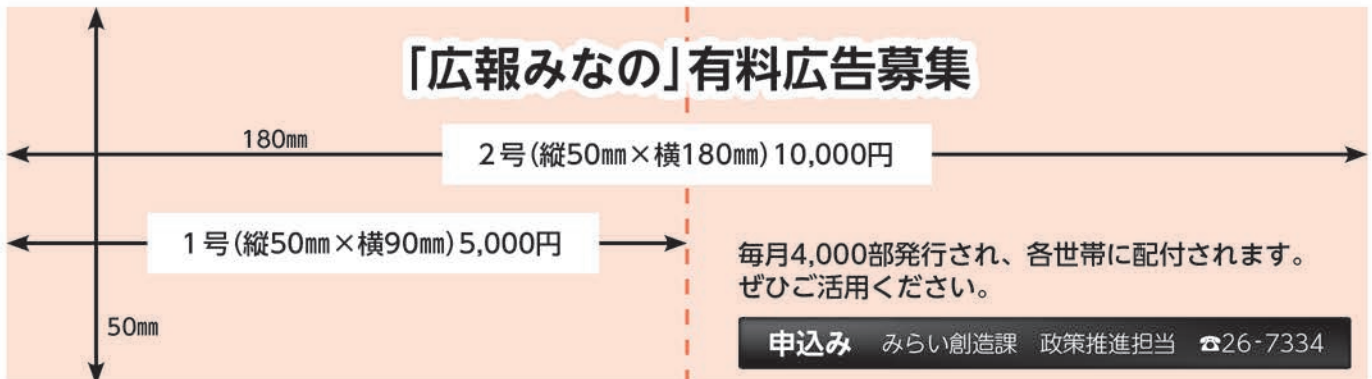 「広報みなの」有料広告募集
180㎜
2号(縦50㎜×横180㎜)10,000円
1号(縦50㎜×横90㎜)5,000円
毎月4,000部発行され、各世帯に配付されます。
ぜひご活用ください。
50㎜
申込み みらい創造課 政策推進担当 ☎26-7334